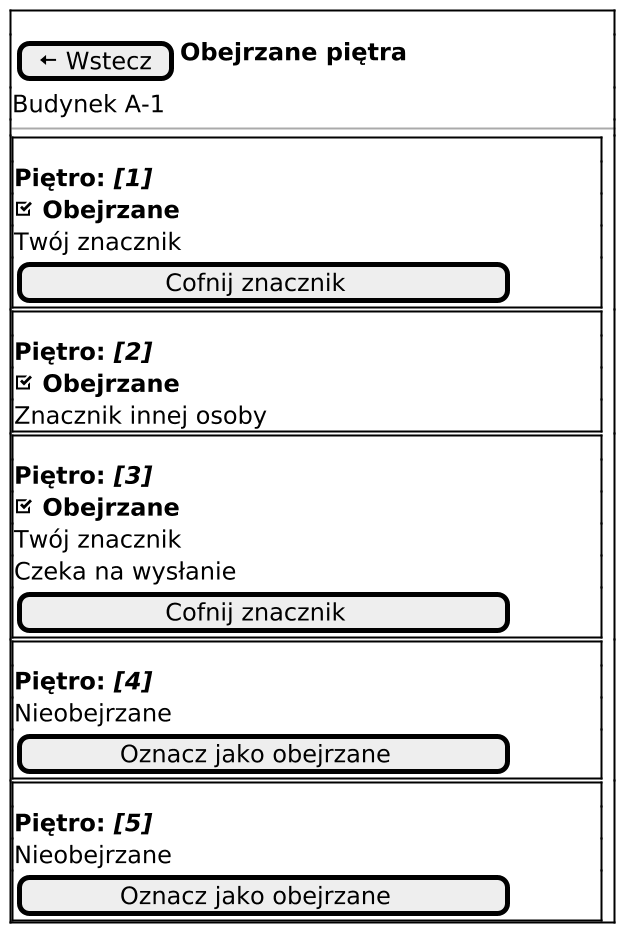 ← Wstecz Obejrzane piętra
Budynek A-1
Piętro: [1]
☑ Obejrzane
Twój znacznik
Cofnij znacznik
Piętro: [2]
☑ Obejrzane
Znacznik innej osoby
Piętro: [3]
☑ Obejrzane
Twój znacznik
Czeka na wysłanie
Cofnij znacznik
Piętro: [4]
Nieobejrzane
Oznacz jako obejrzane
Piętro: [5]
Nieobejrzane
Oznacz jako obejrzane